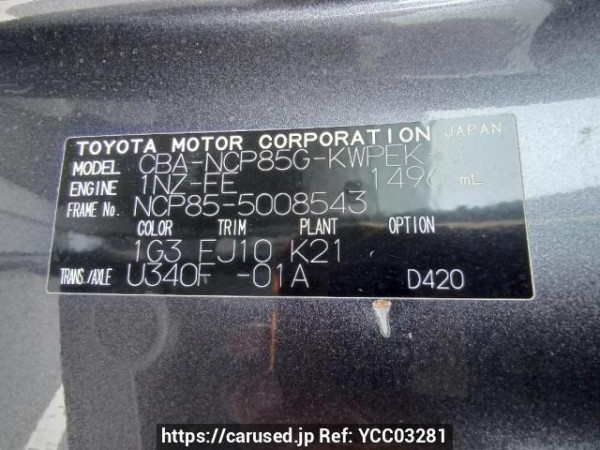 TOYOTA MOTOR CORPORATION JAPAN
MODEL CBA-NCP85G-KWPEK
ENGINE 1NZ-FE 1496 mL
FRAME No. NCP85-5008543
COLOR TRIM PLANT OPTION
1G3 FJ10 K21
TRANS./AXLE U340F -01A D420
https://carused.jp Ref: YCC03281